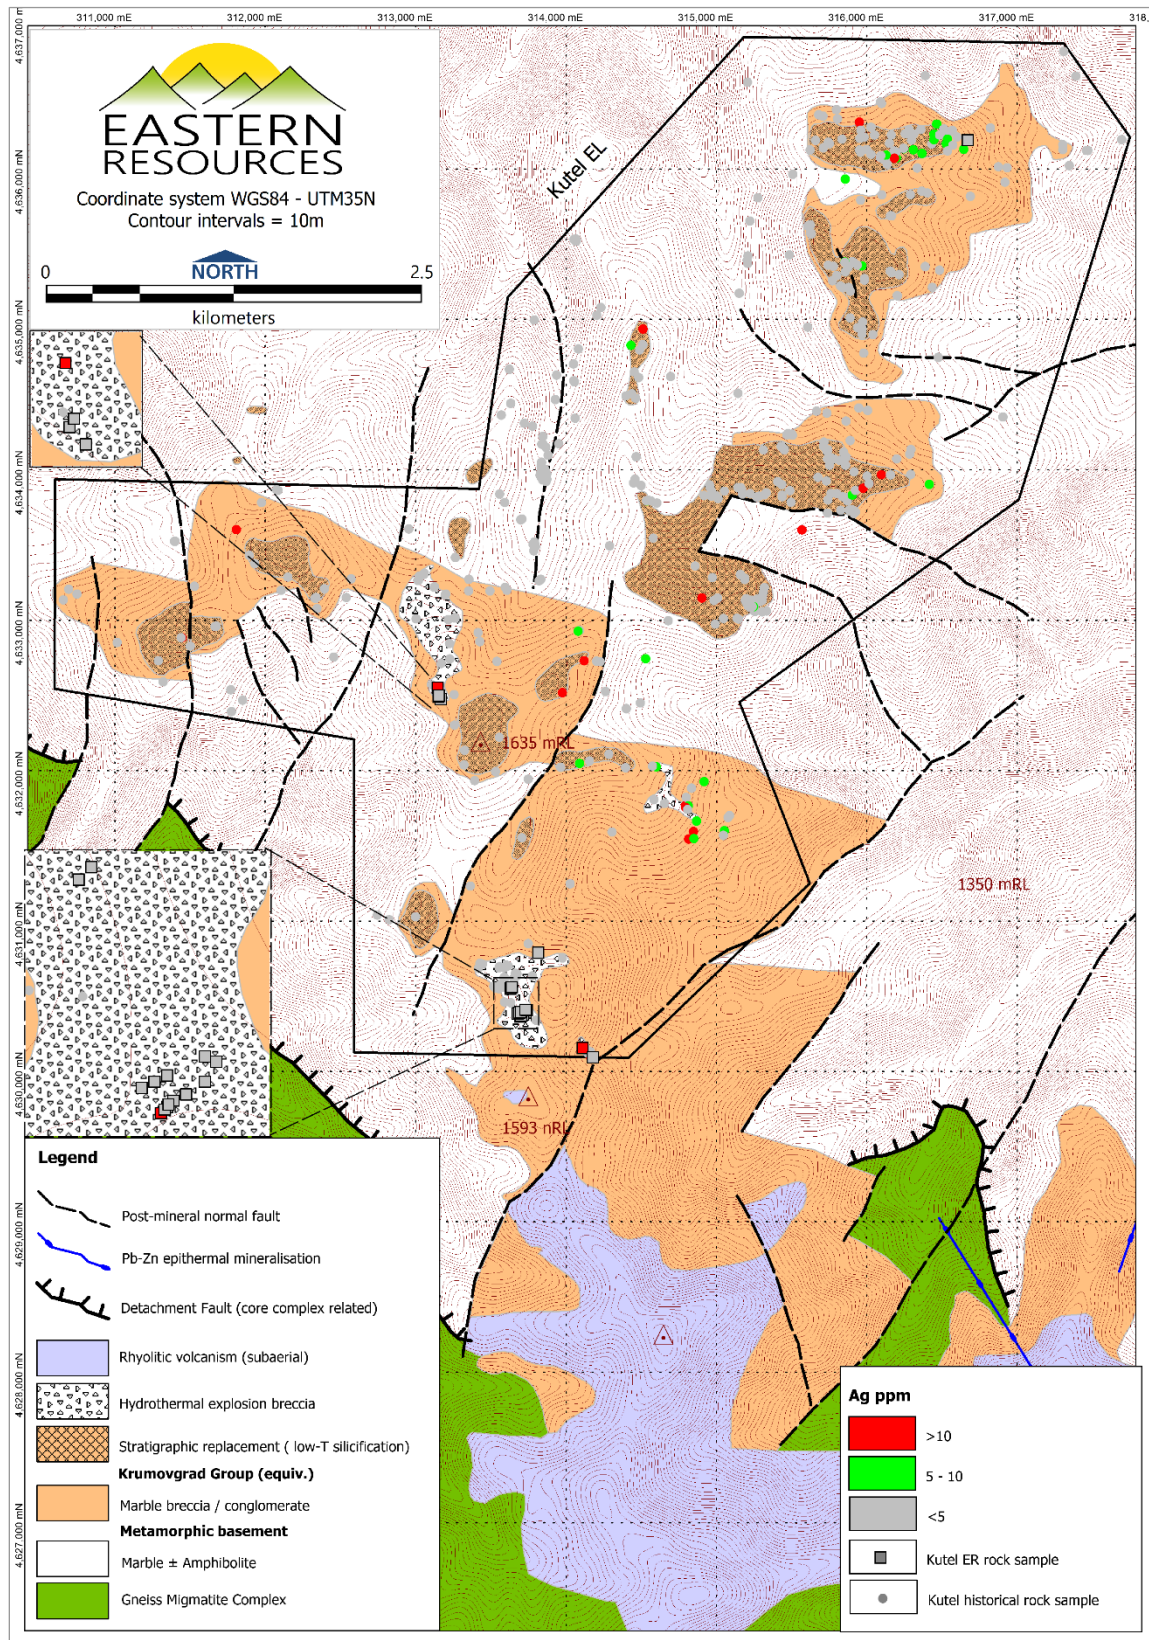 311,000 mE 312,000 mE 313,000 mE 314,000 mE 315,000 mE 316,000 mE 317,000 mE 318,
4.637,000 m
4.636,000 mN
4.635,000 mN
4.634,000 mN
4.633,000 mN
4.632,000 mN
4.631,000 mN
4.630,000 mN
4.629,000 mN
4.628,000 mN
4.627,000 mN
EASTERN
RESOURCES
Coordinate system WGS84 - UTM35N
Contour intervals = 10m
NORTH
0 2.5
kilometers
Kutel EL
1635 mRL
1350 mRL
1593 nRL
Legend
Post-mineral normal fault
Pb-Zn epithermal mineralisation
Detachment Fault (core complex related)
Rhyolitic volcanism (subaerial)
Hydrothermal explosion breccia
Stratigraphic replacement ( low-T silicification)
Krumovgrad Group (equiv.)
Marble breccia / conglomerate
Metamorphic basement
Marble ± Amphibolite
Gneiss Migmatite Complex
Ag ppm
>10
5 - 10
<5
Kutel ER rock sample
Kutel historical rock sample